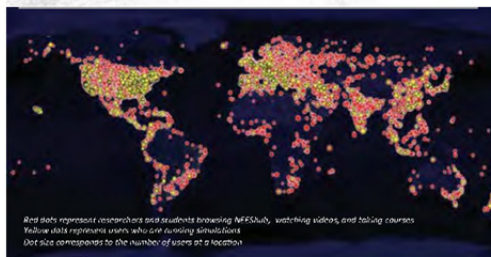 Red dots represent researchers and students browsing NEEShub, watching videos, and taking courses
Yellow dots represent users who are running simulations
Dot size corresponds to the number of users at a location